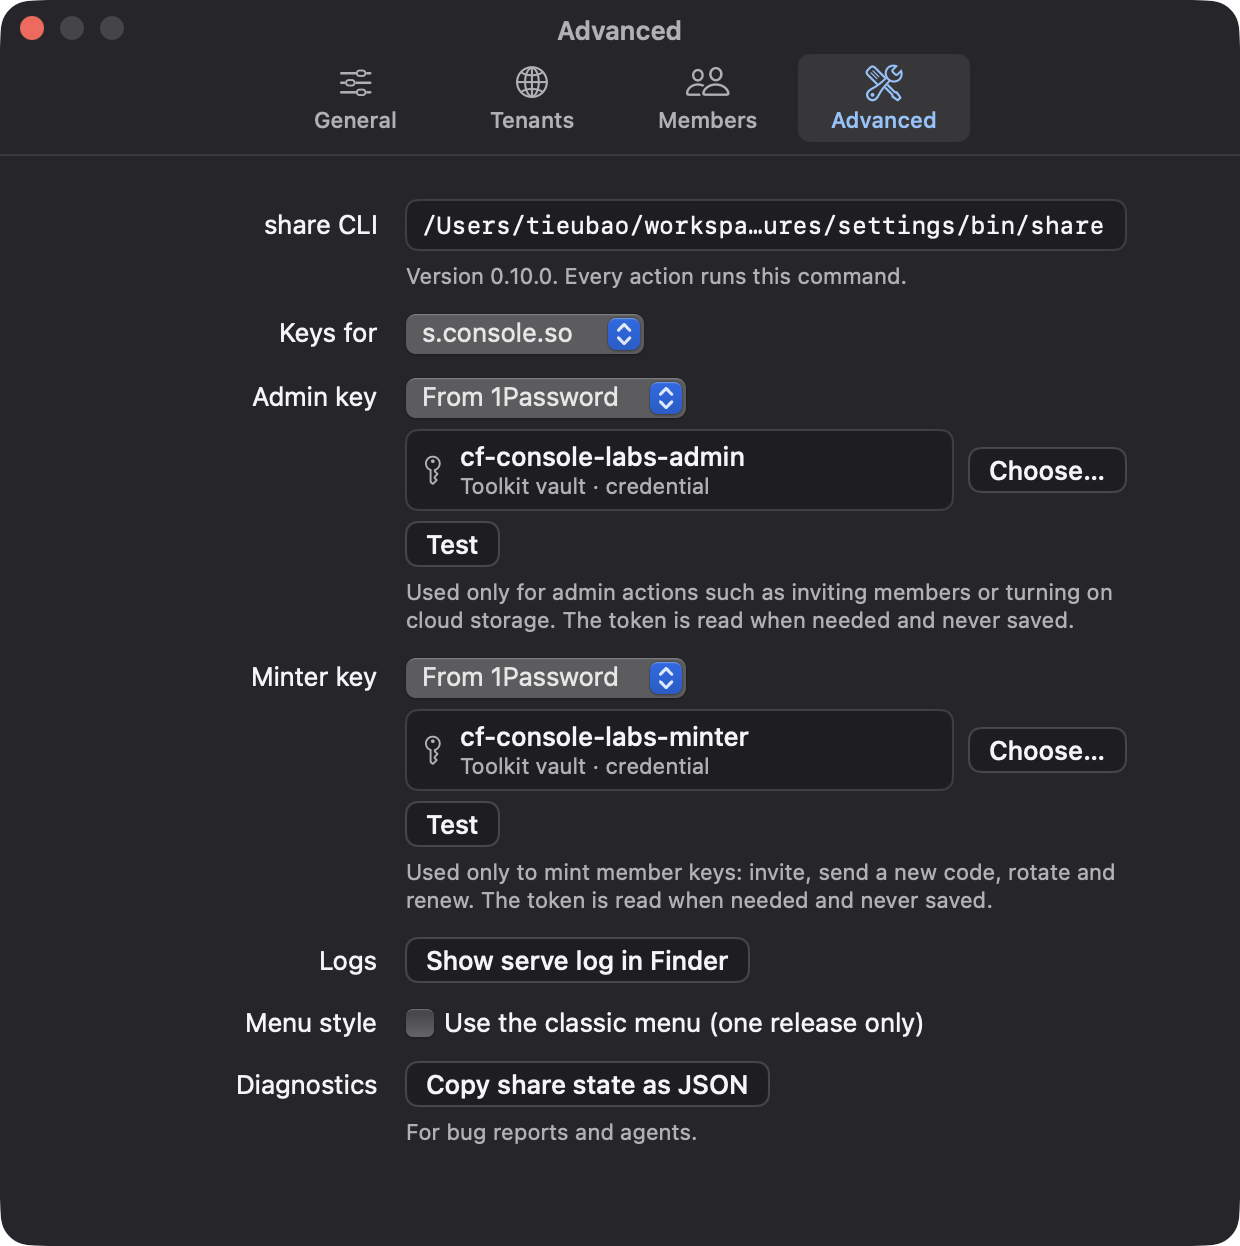 Advanced
General
Tenants
Members
Advanced
share CLI
/Users/tieubao/workspa…ures/settings/bin/share
Version 0.10.0. Every action runs this command.
Keys for
s.console.so
Admin key
From 1Password
cf-console-labs-admin
Toolkit vault · credential
Choose...
Test
Used only for admin actions such as inviting members or turning on
cloud storage. The token is read when needed and never saved.
Minter key
From 1Password
cf-console-labs-minter
Toolkit vault · credential
Choose...
Test
Used only to mint member keys: invite, send a new code, rotate and
renew. The token is read when needed and never saved.
Logs
Show serve log in Finder
Menu style
Use the classic menu (one release only)
Diagnostics
Copy share state as JSON
For bug reports and agents.